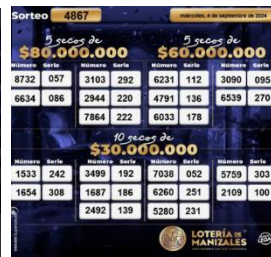 Sorteo 4867 miércoles, 4 de septiembre de 2024
5 secos de 5 secos de
$80.000.000 $60.000.000
Número Serie Número Serie Número Serie Número Serie
8732 057 3103 292 6231 112 3090 095
6634 086 2944 220 4791 136 6539 270
7864 222 6033 178
10 secos de
$30.000.000
Número Serie Número Serie Número Serie Número Serie
1533 242 3499 192 7038 052 5759 303
1654 308 1687 186 6260 251 2109 100
2492 139 5280 231
LOTERÍA DE
MANIZALES